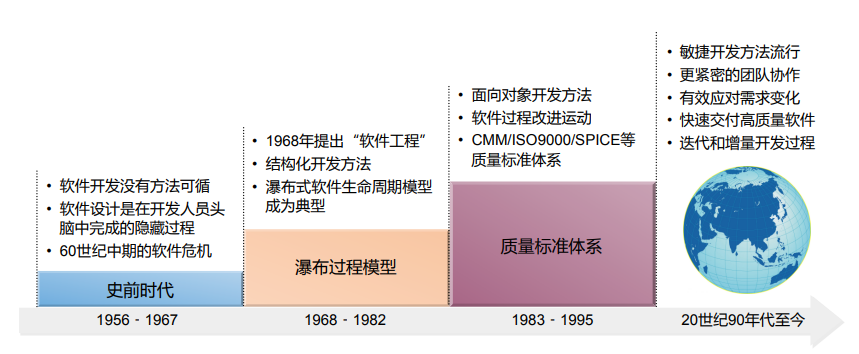 • 软件开发没有方法可循
• 软件设计是在开发人员头
脑中完成的隐藏过程
• 60世纪中期的软件危机
史前时代
1956 - 1967
• 1968年提出“软件工程”
• 结构化开发方法
• 瀑布式软件生命周期模型
成为典型
瀑布过程模型
1968 - 1982
• 面向对象开发方法
• 软件过程改进运动
• CMM/ISO9000/SPICE等
质量标准体系
质量标准体系
1983 - 1995
• 敏捷开发方法流行
• 更紧密的团队协作
• 有效应对需求变化
• 快速交付高质量软件
• 迭代和增量开发过程
20世纪90年代至今